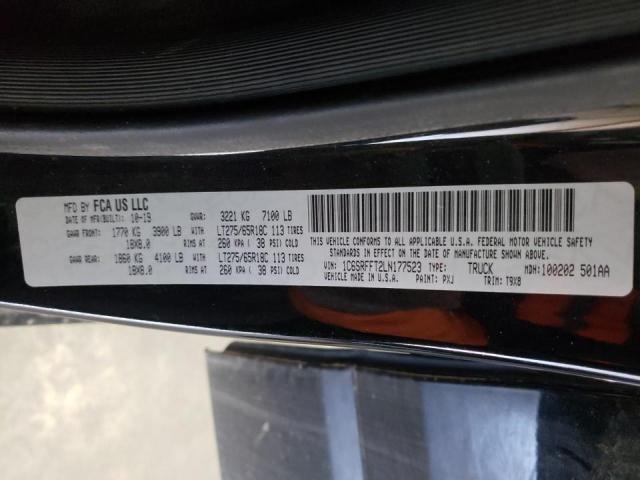 MFD BY FCA US LLC
DATE OF MFR(BUILT): 10-19 GVWR: 3221 KG 7100 LB
GAWR FRONT: 1770 KG 3900 LB WITH LT275/65R18C 113 TIRES
18X8.0 RIMS AT 260 KPA ( 38 PSI) COLD
GAWR REAR: 1860 KG 4100 LB WITH LT275/65R18C 113 TIRES
18X8.0 RIMS AT 260 KPA ( 38 PSI) COLD
THIS VEHICLE CONFORMS TO ALL APPLICABLE U.S.A. FEDERAL MOTOR VEHICLE SAFETY
STANDARDS IN EFFECT ON THE DATE OF MANUFACTURE SHOWN ABOVE.
VIN: 1C6SRFFT2LN177523 TYPE: TRUCK MDH: 100202 501AA
VEHICLE MADE IN U.S.A. PAINT: PXJ TRIM: T9X8